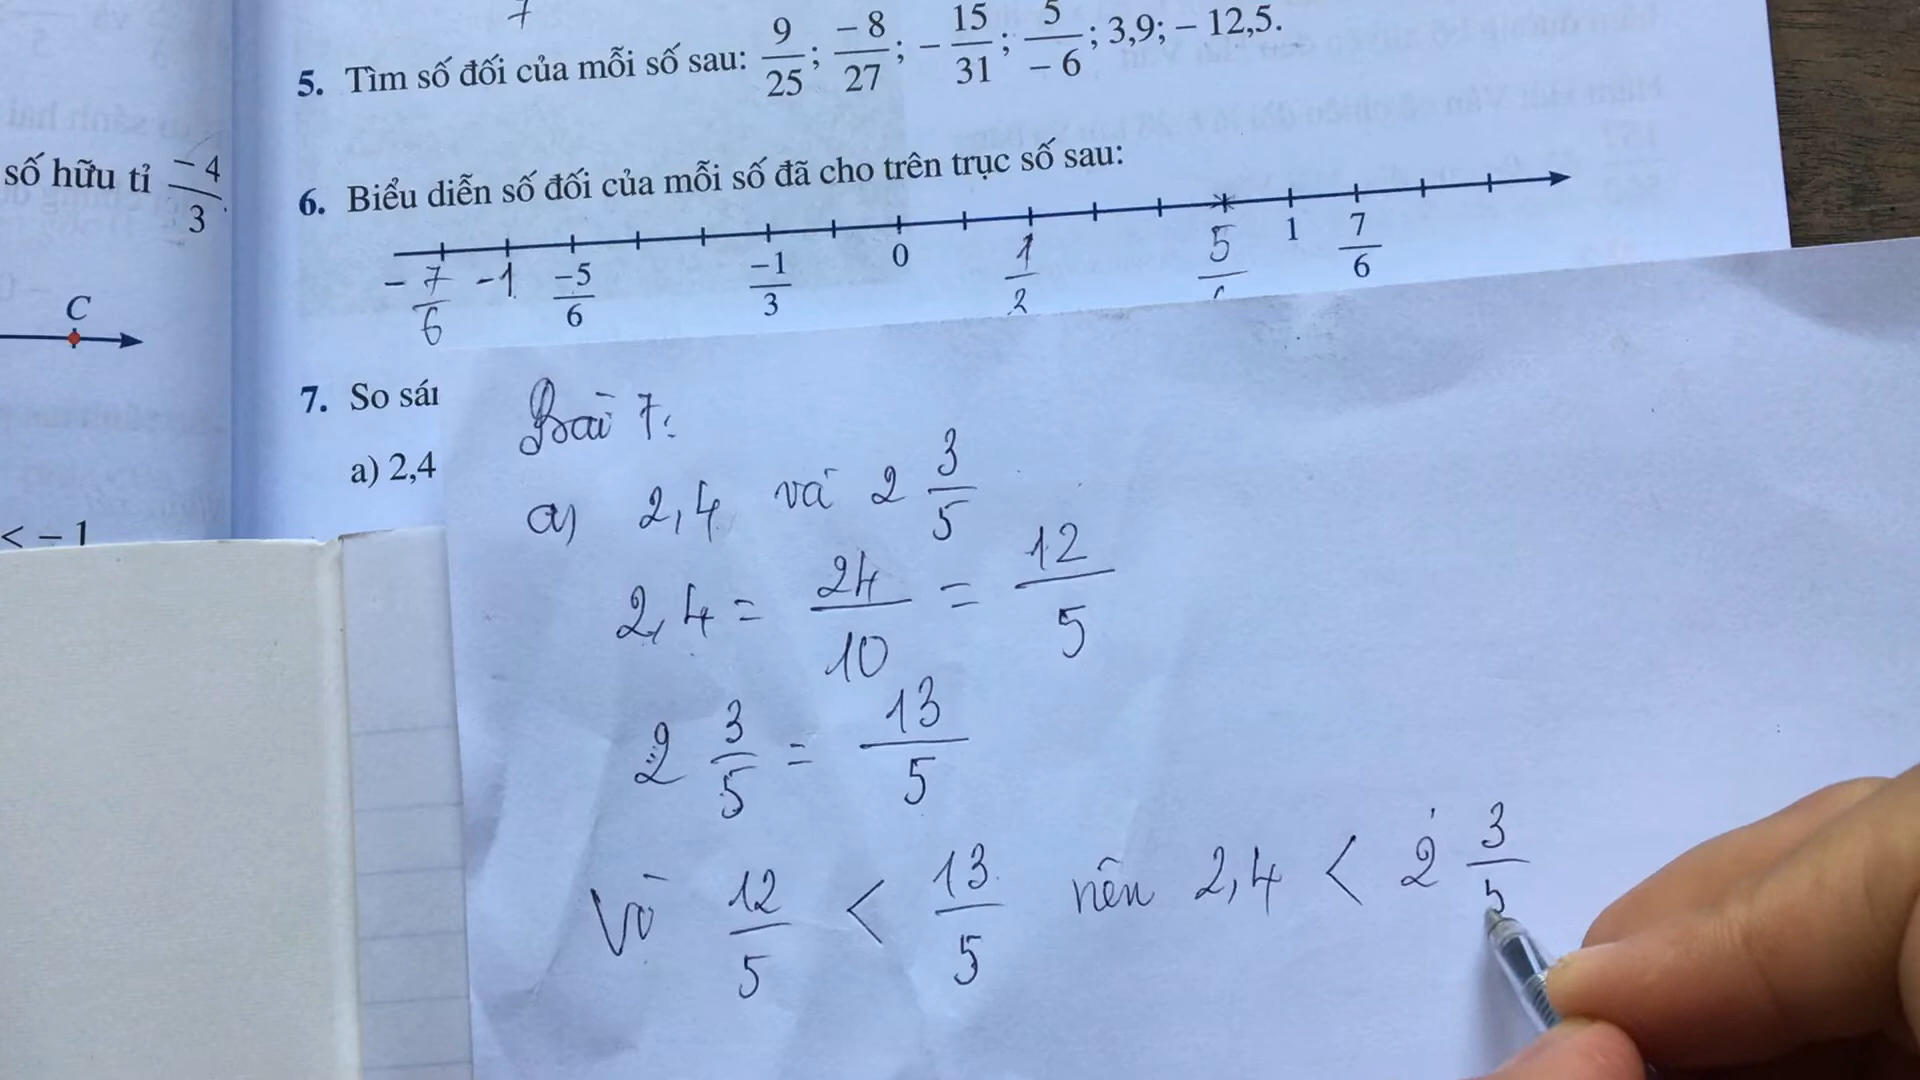 7
5. Tìm số đối của mỗi số sau: 9/25; -8/27; -15/31; 5/-6; 3,9; -12,5.
số hữu tỉ -4/3.
6. Biểu diễn số đối của mỗi số đã cho trên trục số sau:
-7/6 -1 -5/6 -1/3 0 1/2 5/ 1 7/6
C
7. So sán
a) 2,4
< -1
Bài 7:
a) 2,4 và 2 3/5
2,4 = 24/10 = 12/5
2 3/5 = 13/5
Vì 12/5 < 13/5 nên 2,4 < 2 3/5